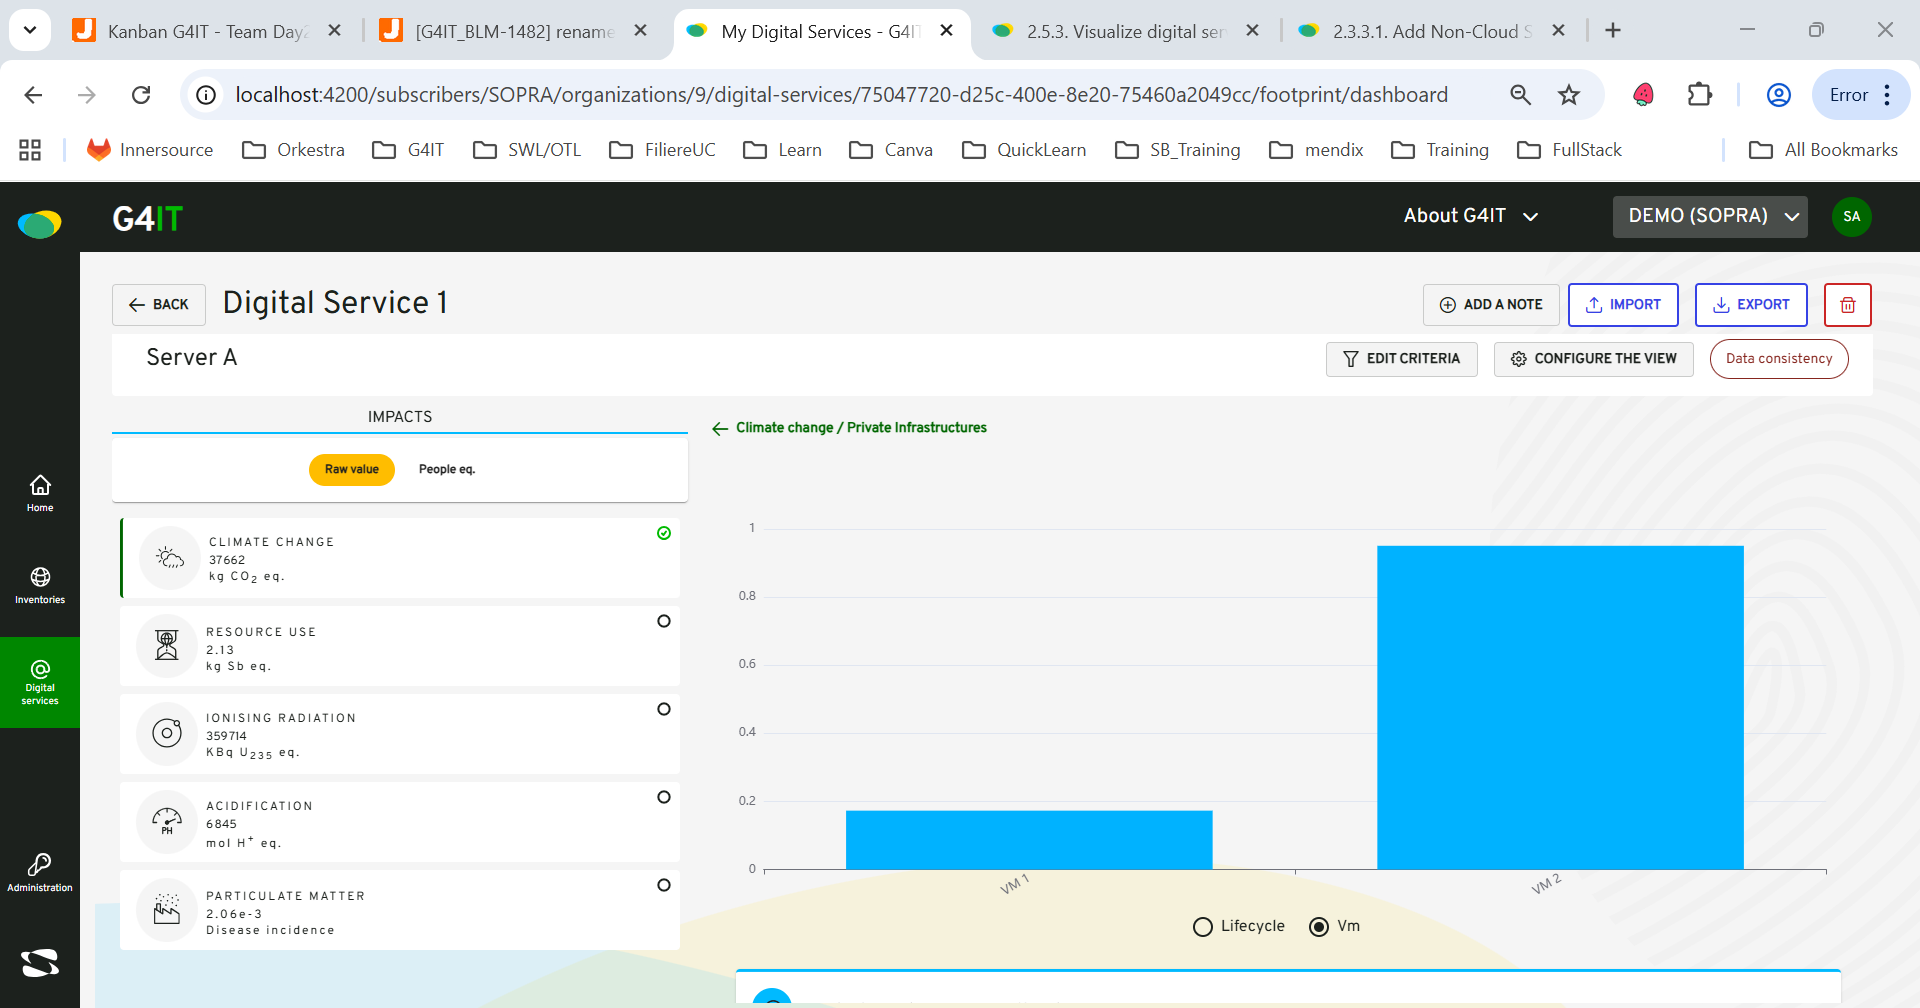 Kanban G4IT - Team Day2
[G4IT_BLM-1482] rename
My Digital Services - G4IT
2.5.3. Visualize digital ser
2.3.3.1. Add Non-Cloud S
localhost:4200/subscribers/SOPRA/organizations/9/digital-services/75047720-d25c-400e-8e20-75460a2049cc/footprint/dashboard
Error
Innersource
Orkestra
G4IT
SWL/OTL
FiliereUC
Learn
Canva
QuickLearn
SB_Training
mendix
Training
FullStack
All Bookmarks
G4IT
About G4IT
DEMO (SOPRA)
SA
BACK
Digital Service 1
ADD A NOTE
IMPORT
EXPORT
Server A
EDIT CRITERIA
CONFIGURE THE VIEW
Data consistency
IMPACTS
Raw value
People eq.
Climate change / Private Infrastructures
Home
Inventories
Digital
services
Administration
CLIMATE CHANGE
37662
kg CO2 eq.
RESOURCE USE
2.13
kg Sb eq.
IONISING RADIATION
359714
KBq U235 eq.
PH
ACIDIFICATION
6845
mol H+ eq.
PARTICULATE MATTER
2.06e-3
Disease incidence
1
0.8
0.6
0.4
0.2
0
VM 1
VM 2
Lifecycle
Vm